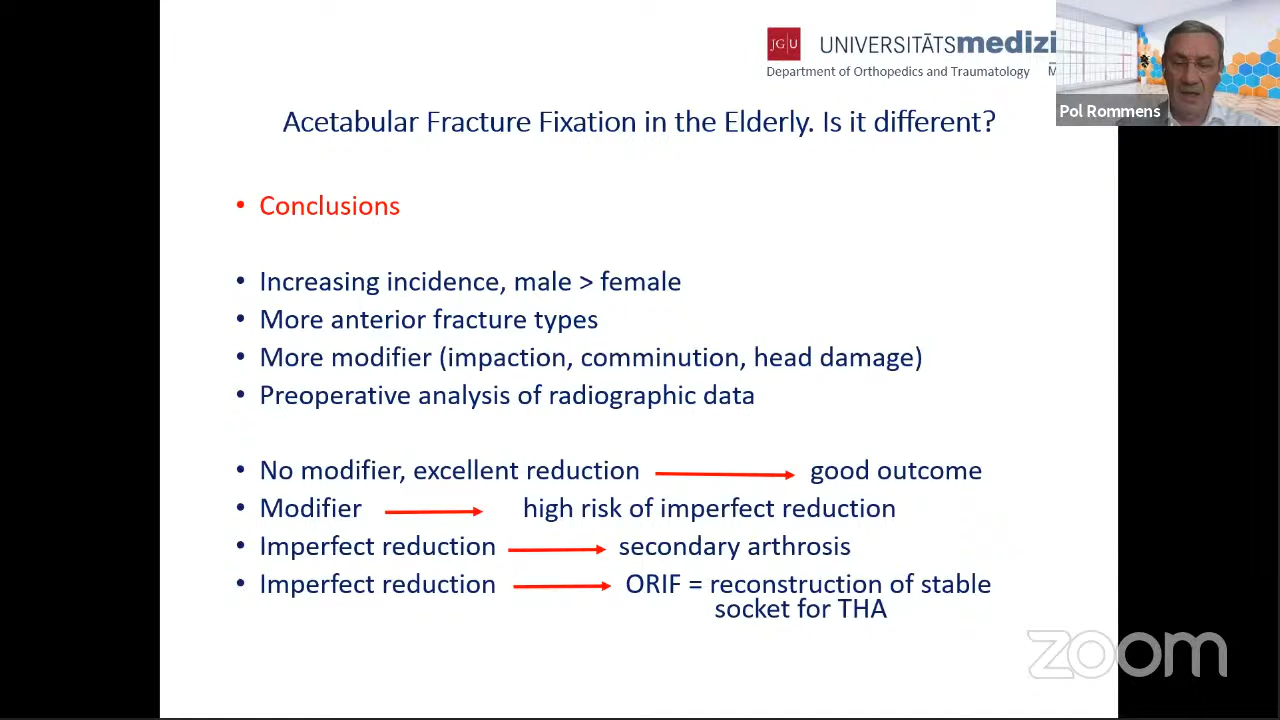 JG|U UNIVERSITÄTSmedizi
Department of Orthopedics and Traumatology
Pol Rommens
Acetabular Fracture Fixation in the Elderly. Is it different?
• Conclusions
• Increasing incidence, male > female
• More anterior fracture types
• More modifier (impaction, comminution, head damage)
• Preoperative analysis of radiographic data
• No modifier, excellent reduction → good outcome
• Modifier → high risk of imperfect reduction
• Imperfect reduction → secondary arthrosis
• Imperfect reduction → ORIF = reconstruction of stable
socket for THA
zoom